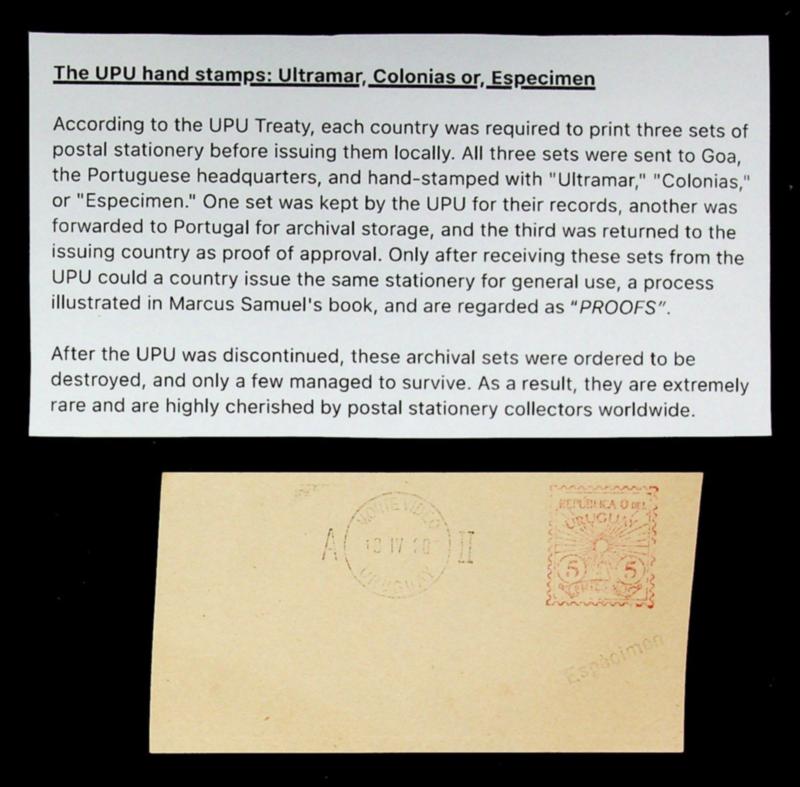 The UPU hand stamps: Ultramar, Colonias or, Especimen
According to the UPU Treaty, each country was required to print three sets of
postal stationery before issuing them locally. All three sets were sent to Goa,
the Portuguese headquarters, and hand-stamped with "Ultramar," "Colonias,"
or "Especimen." One set was kept by the UPU for their records, another was
forwarded to Portugal for archival storage, and the third was returned to the
issuing country as proof of approval. Only after receiving these sets from the
UPU could a country issue the same stationery for general use, a process
illustrated in Marcus Samuel's book, and are regarded as “PROOFS”.
After the UPU was discontinued, these archival sets were ordered to be
destroyed, and only a few managed to survive. As a result, they are extremely
rare and are highly cherished by postal stationery collectors worldwide.
MONTEVIDEO
A IV II
URUGUAY
REPÚBLICA O DEL
URUGUAY
5 5